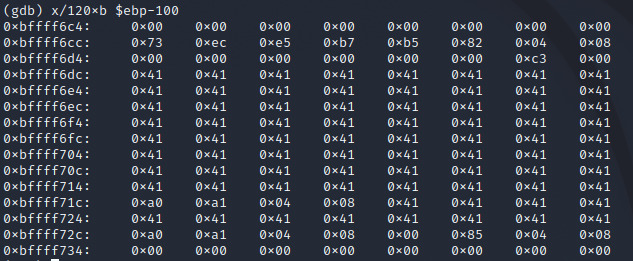 (gdb) x/120xb $ebp-100
0xbffff6c4: 0x00 0x00 0x00 0x00 0x00 0x00 0x00 0x00
0xbffff6cc: 0x73 0xec 0xe5 0xb7 0xb5 0x82 0x04 0x08
0xbffff6d4: 0x00 0x00 0x00 0x00 0x00 0x00 0xc3 0x00
0xbffff6dc: 0x41 0x41 0x41 0x41 0x41 0x41 0x41 0x41
0xbffff6e4: 0x41 0x41 0x41 0x41 0x41 0x41 0x41 0x41
0xbffff6ec: 0x41 0x41 0x41 0x41 0x41 0x41 0x41 0x41
0xbffff6f4: 0x41 0x41 0x41 0x41 0x41 0x41 0x41 0x41
0xbffff6fc: 0x41 0x41 0x41 0x41 0x41 0x41 0x41 0x41
0xbffff704: 0x41 0x41 0x41 0x41 0x41 0x41 0x41 0x41
0xbffff70c: 0x41 0x41 0x41 0x41 0x41 0x41 0x41 0x41
0xbffff714: 0x41 0x41 0x41 0x41 0x41 0x41 0x41 0x41
0xbffff71c: 0xa0 0xa1 0x04 0x08 0x41 0x41 0x41 0x41
0xbffff724: 0x41 0x41 0x41 0x41 0x41 0x41 0x41 0x41
0xbffff72c: 0xa0 0xa1 0x04 0x08 0x00 0x85 0x04 0x08
0xbffff734: 0x00 0x00 0x00 0x00 0x00 0x00 0x00 0x00